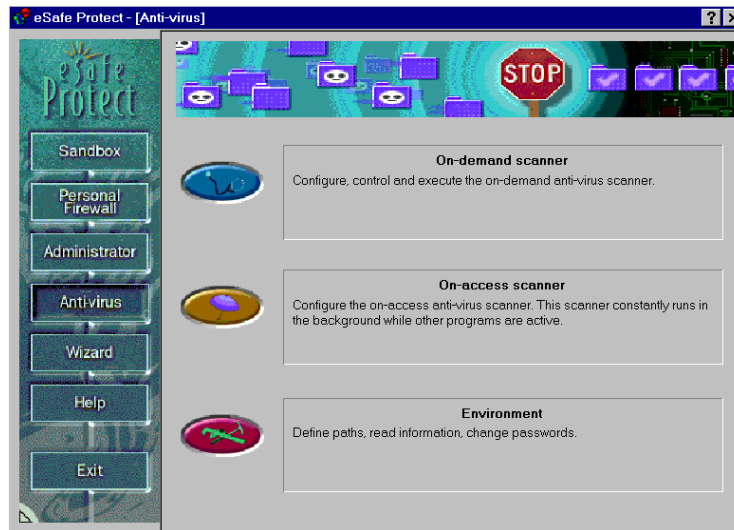 eSafe Protect - [Anti-virus]
eSafe
Protect
Sandbox
Personal
Firewall
Administrator
Anti-virus
Wizard
Help
Exit
STOP
On-demand scanner
Configure, control and execute the on-demand anti-virus scanner.
On-access scanner
Configure the on-access anti-virus scanner. This scanner constantly runs in
the background while other programs are active.
Environment
Define paths, read information, change passwords.